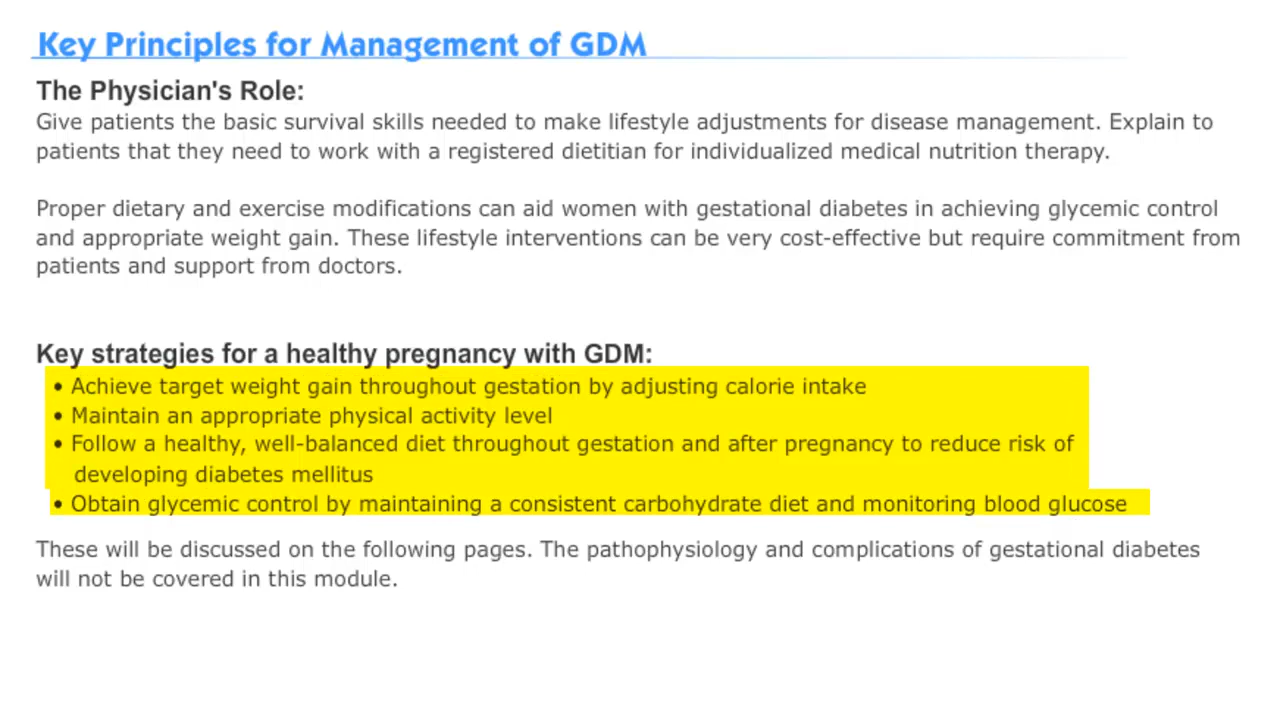 Key Principles for Management of GDM
The Physician's Role:
Give patients the basic survival skills needed to make lifestyle adjustments for disease management. Explain to
patients that they need to work with a registered dietitian for individualized medical nutrition therapy.
Proper dietary and exercise modifications can aid women with gestational diabetes in achieving glycemic control
and appropriate weight gain. These lifestyle interventions can be very cost-effective but require commitment from
patients and support from doctors.
Key strategies for a healthy pregnancy with GDM:
• Achieve target weight gain throughout gestation by adjusting calorie intake
• Maintain an appropriate physical activity level
• Follow a healthy, well-balanced diet throughout gestation and after pregnancy to reduce risk of
developing diabetes mellitus
• Obtain glycemic control by maintaining a consistent carbohydrate diet and monitoring blood glucose
These will be discussed on the following pages. The pathophysiology and complications of gestational diabetes
will not be covered in this module.